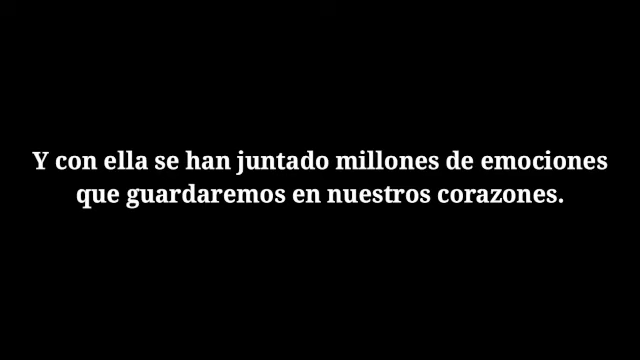 Y con ella se han juntado millones de emociones
que guardaremos en nuestros corazones.